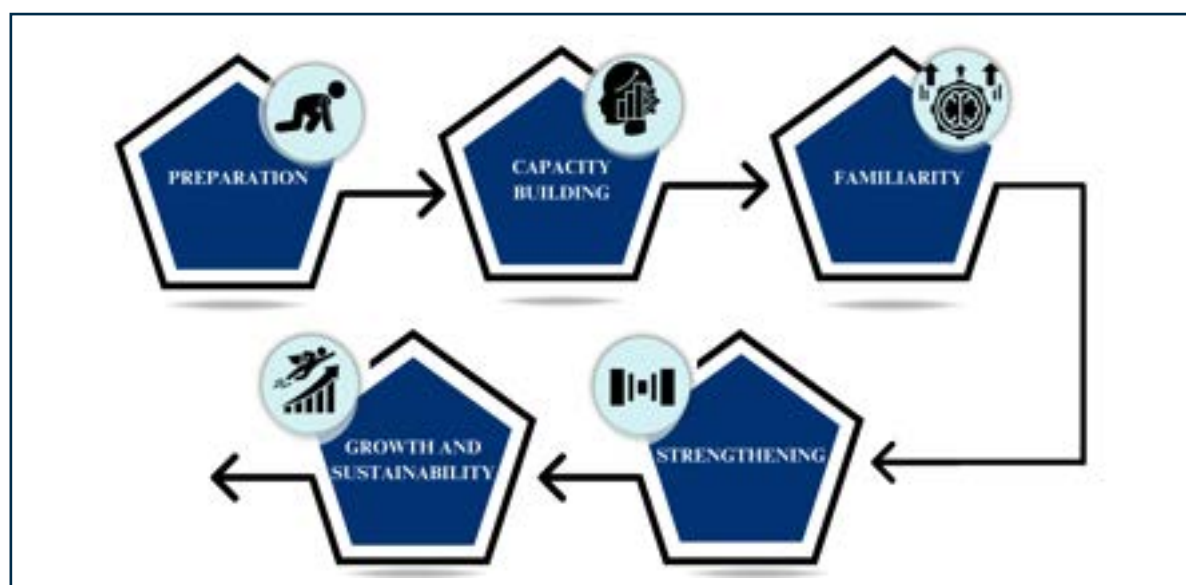 PREPARATION
CAPACITY
BUILDING
FAMILIARITY
STRENGTHENING
GROWTH AND
SUSTAINABILITY